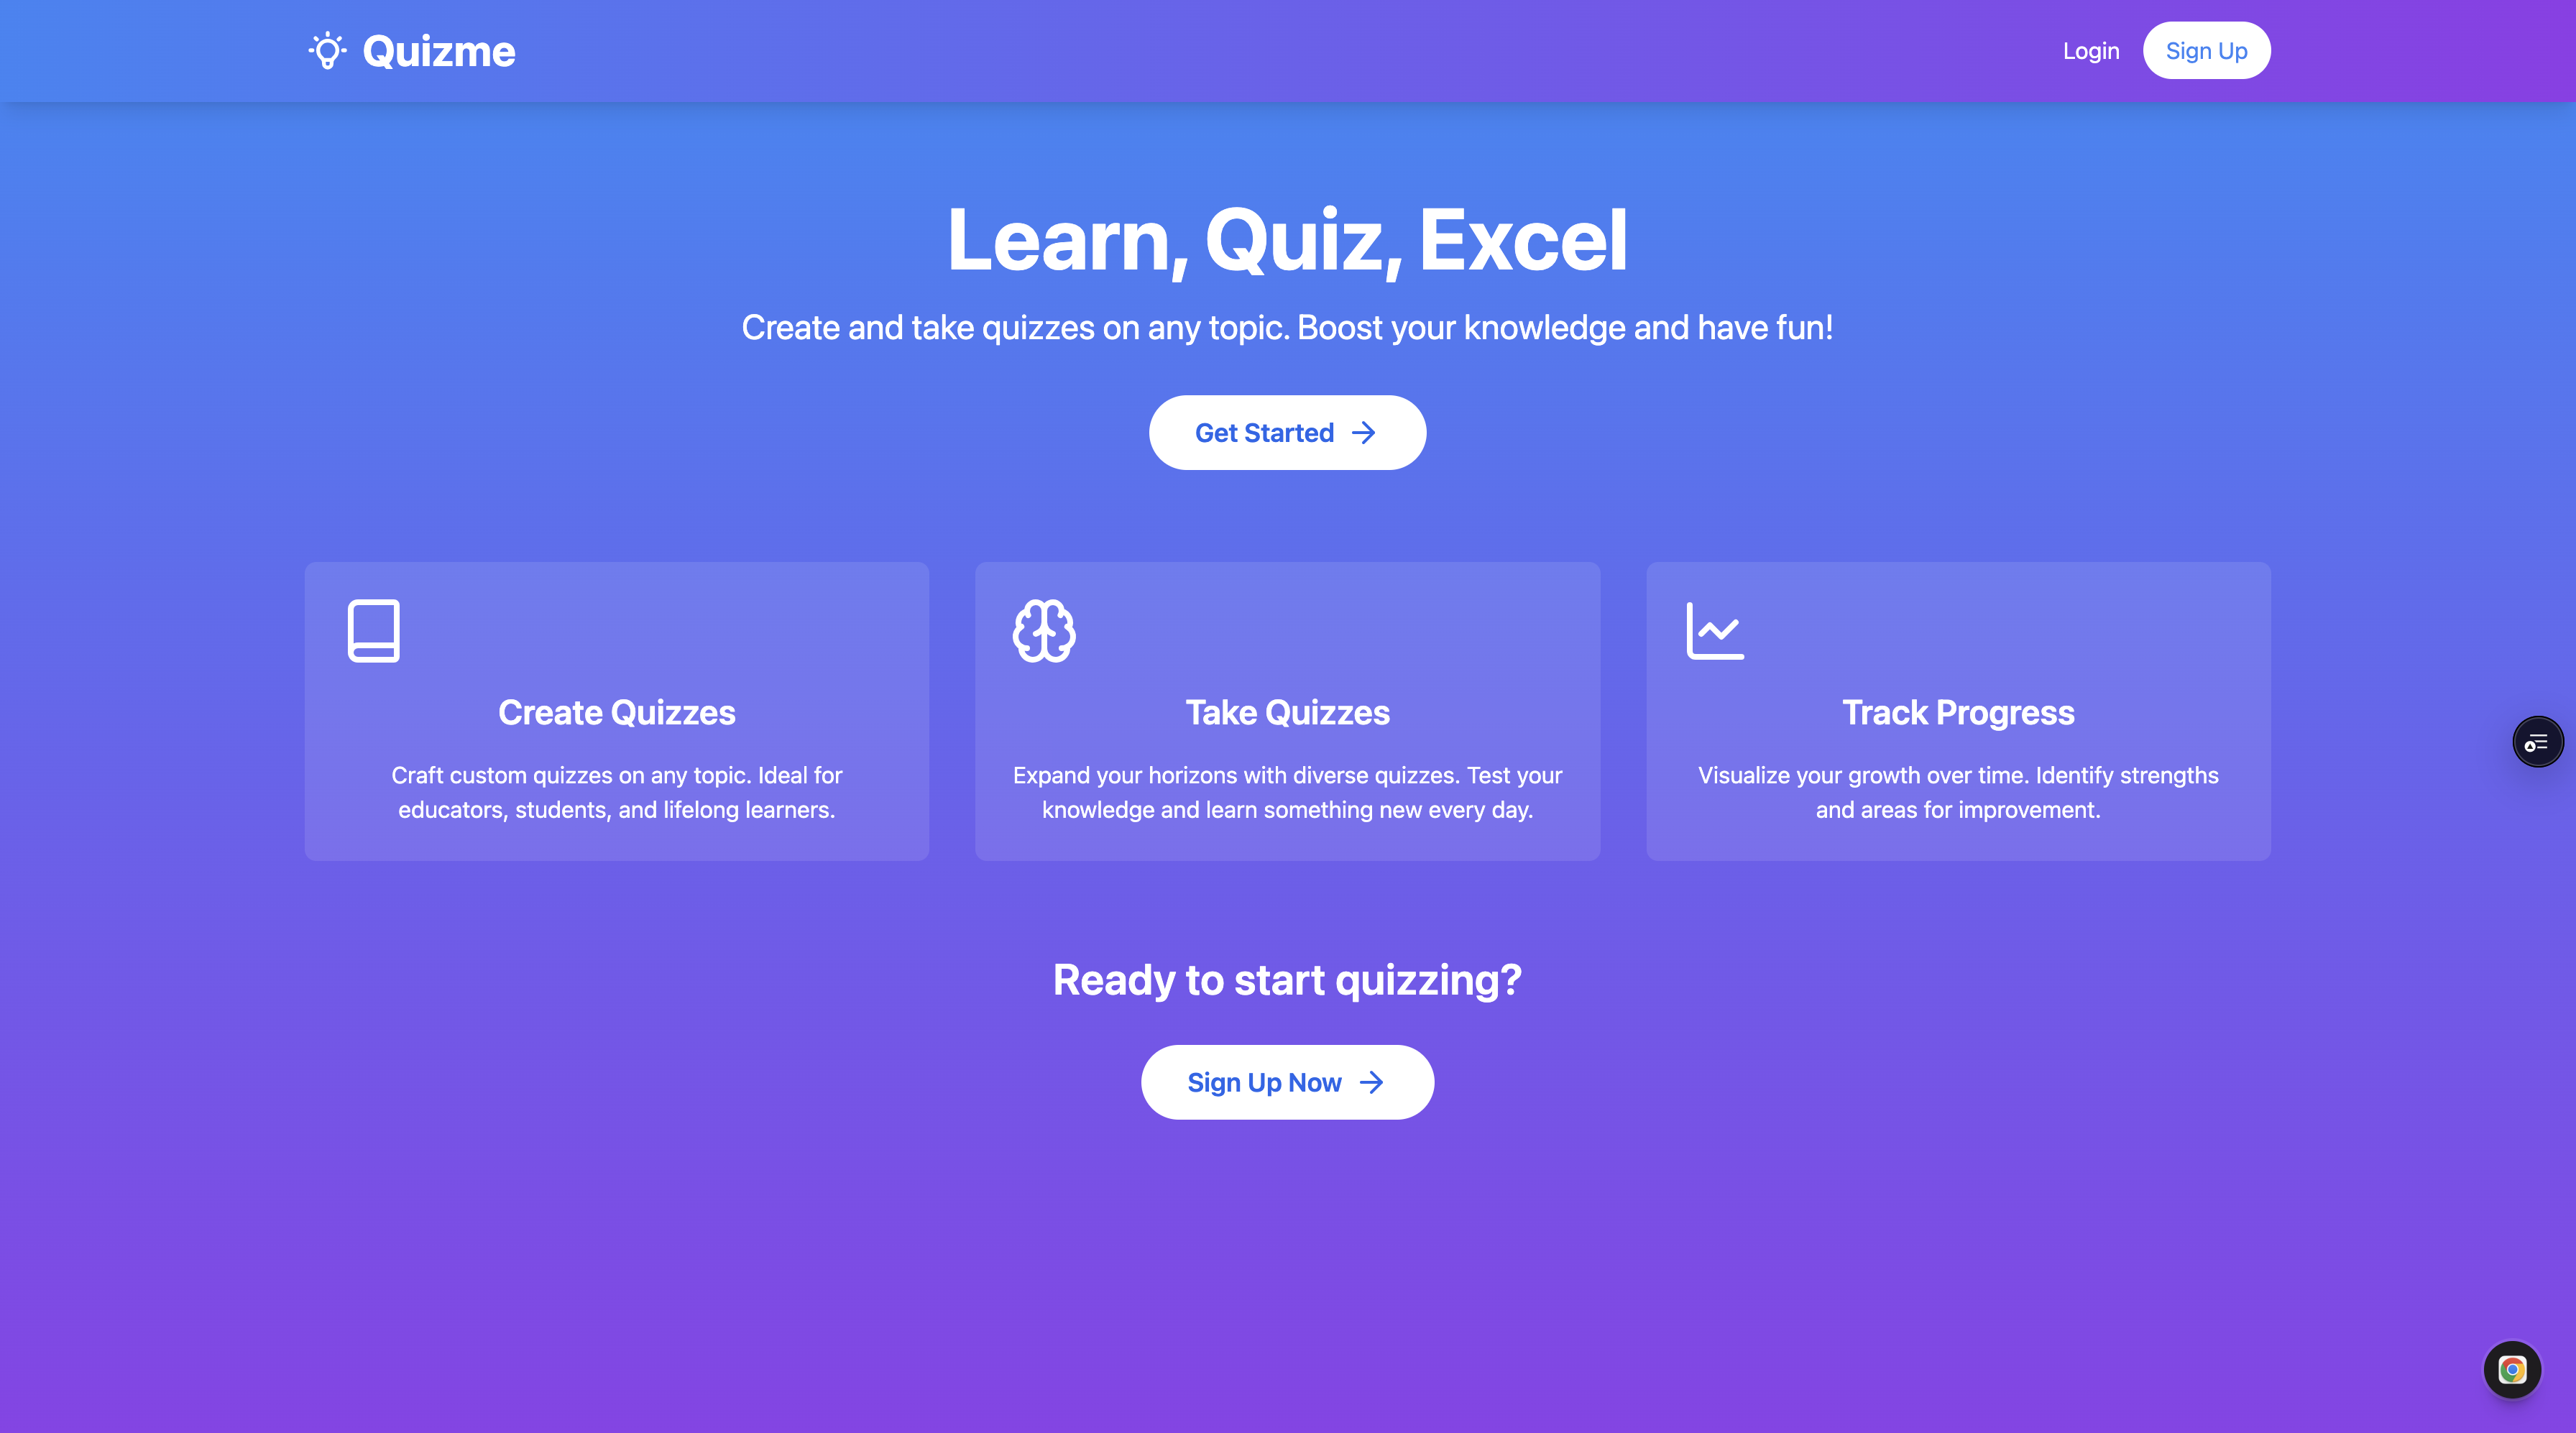 Quizme
Login
Sign Up
Learn, Quiz, Excel
Create and take quizzes on any topic. Boost your knowledge and have fun!
Get Started
Create Quizzes
Craft custom quizzes on any topic. Ideal for
educators, students, and lifelong learners.
Take Quizzes
Expand your horizons with diverse quizzes. Test your
knowledge and learn something new every day.
Track Progress
Visualize your growth over time. Identify strengths
and areas for improvement.
Ready to start quizzing?
Sign Up Now